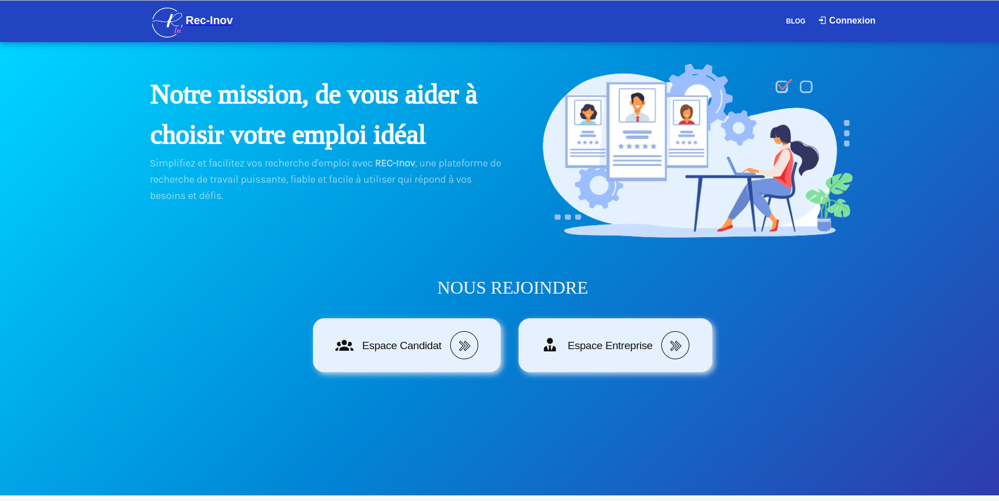 R
In
Rec-Inov
BLOG
Connexion
Notre mission, de vous aider à
choisir votre emploi idéal
Simplifiez et facilitez vos recherche d'emploi avec REC-Inov, une plateforme de
recherche de travail puissante, fiable et facile à utiliser qui répond à vos
besoins et défis.
NOUS REJOINDRE
Espace Candidat
Espace Entreprise